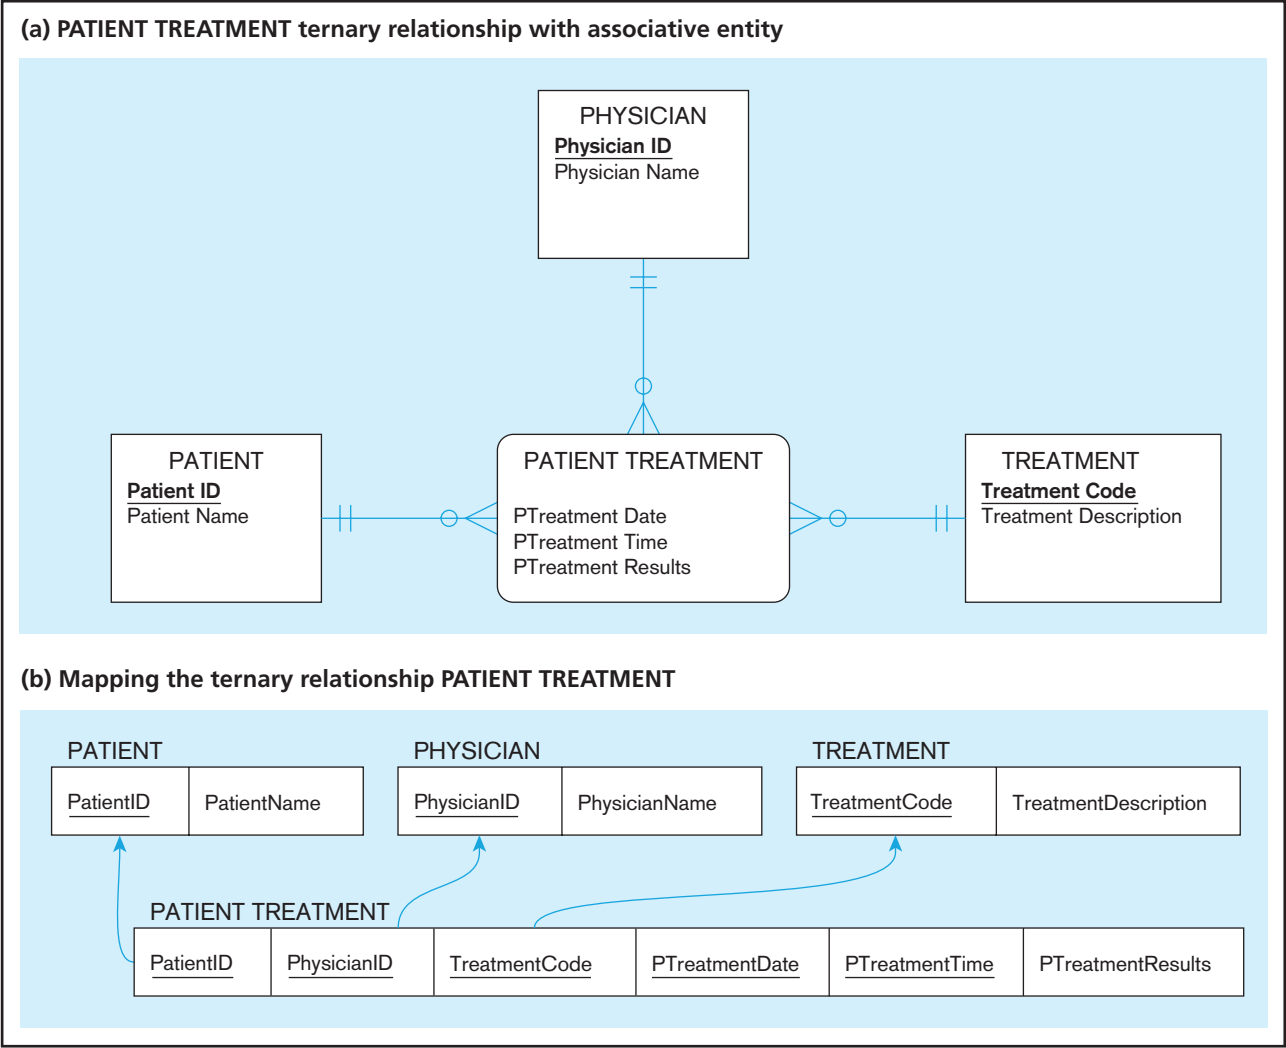 (a) PATIENT TREATMENT ternary relationship with associative entity
PHYSICIAN
Physician ID
Physician Name
PATIENT
Patient ID
Patient Name
PATIENT TREATMENT
PTreatment Date
PTreatment Time
PTreatment Results
TREATMENT
Treatment Code
Treatment Description
(b) Mapping the ternary relationship PATIENT TREATMENT
PATIENT
PatientID PatientName
PHYSICIAN
PhysicianID PhysicianName
TREATMENT
TreatmentCode TreatmentDescription
PATIENT TREATMENT
PatientID PhysicianID TreatmentCode PTreatmentDate PTreatmentTime PTreatmentResults